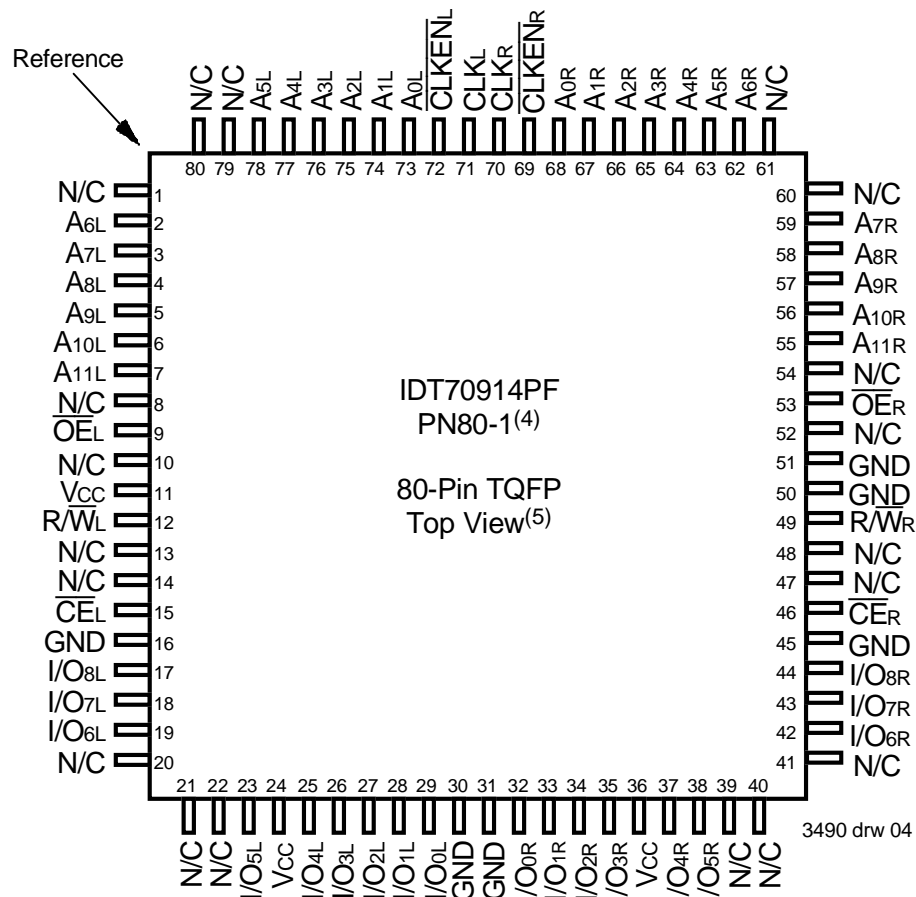 Reference
N/C
N/C
A5L
A4L
A3L
A2L
A1L
A0L
CLKENL
CLKL
CLKR
CLKENR
A0R
A1R
A2R
A3R
A4R
A5R
A6R
N/C
80 79 78 77 76 75 74 73 72 71 70 69 68 67 66 65 64 63 62 61
N/C 1
A6L 2
A7L 3
A8L 4
A9L 5
A10L 6
A11L 7
N/C 8
OEL 9
N/C 10
VCC 11
R/WL 12
N/C 13
N/C 14
CEL 15
GND 16
I/O8L 17
I/O7L 18
I/O6L 19
N/C 20
IDT70914PF
PN80-1(4)
80-Pin TQFP
Top View(5)
60 N/C
59 A7R
58 A8R
57 A9R
56 A10R
55 A11R
54 N/C
53 OER
52 N/C
51 GND
50 GND
49 R/WR
48 N/C
47 N/C
46 CER
45 GND
44 I/O8R
43 I/O7R
42 I/O6R
41 N/C
21 22 23 24 25 26 27 28 29 30 31 32 33 34 35 36 37 38 39 40
N/C
N/C
I/O5L
VCC
I/O4L
I/O3L
I/O2L
I/O1L
I/O0L
GND
GND
I/O0R
I/O1R
I/O2R
I/O3R
VCC
I/O4R
I/O5R
N/C
N/C
3490 drw 04